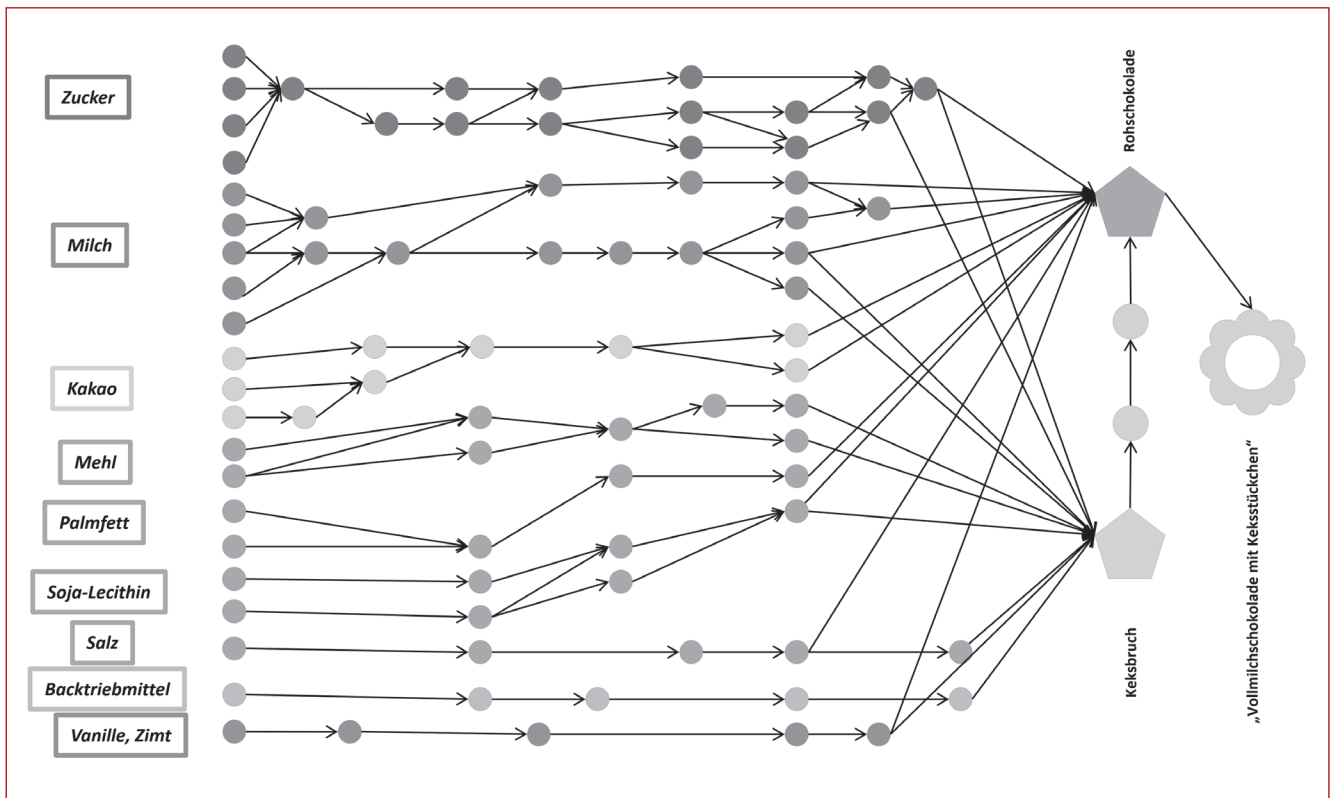 Zucker
Milch
Kakao
Mehl
Palmfett
Soja-Lecithin
Salz
Backtriebmittel
Vanille, Zimt
Rohschokolade
Keksbruch
„Vollmilchschokolade mit Keksstückchen“